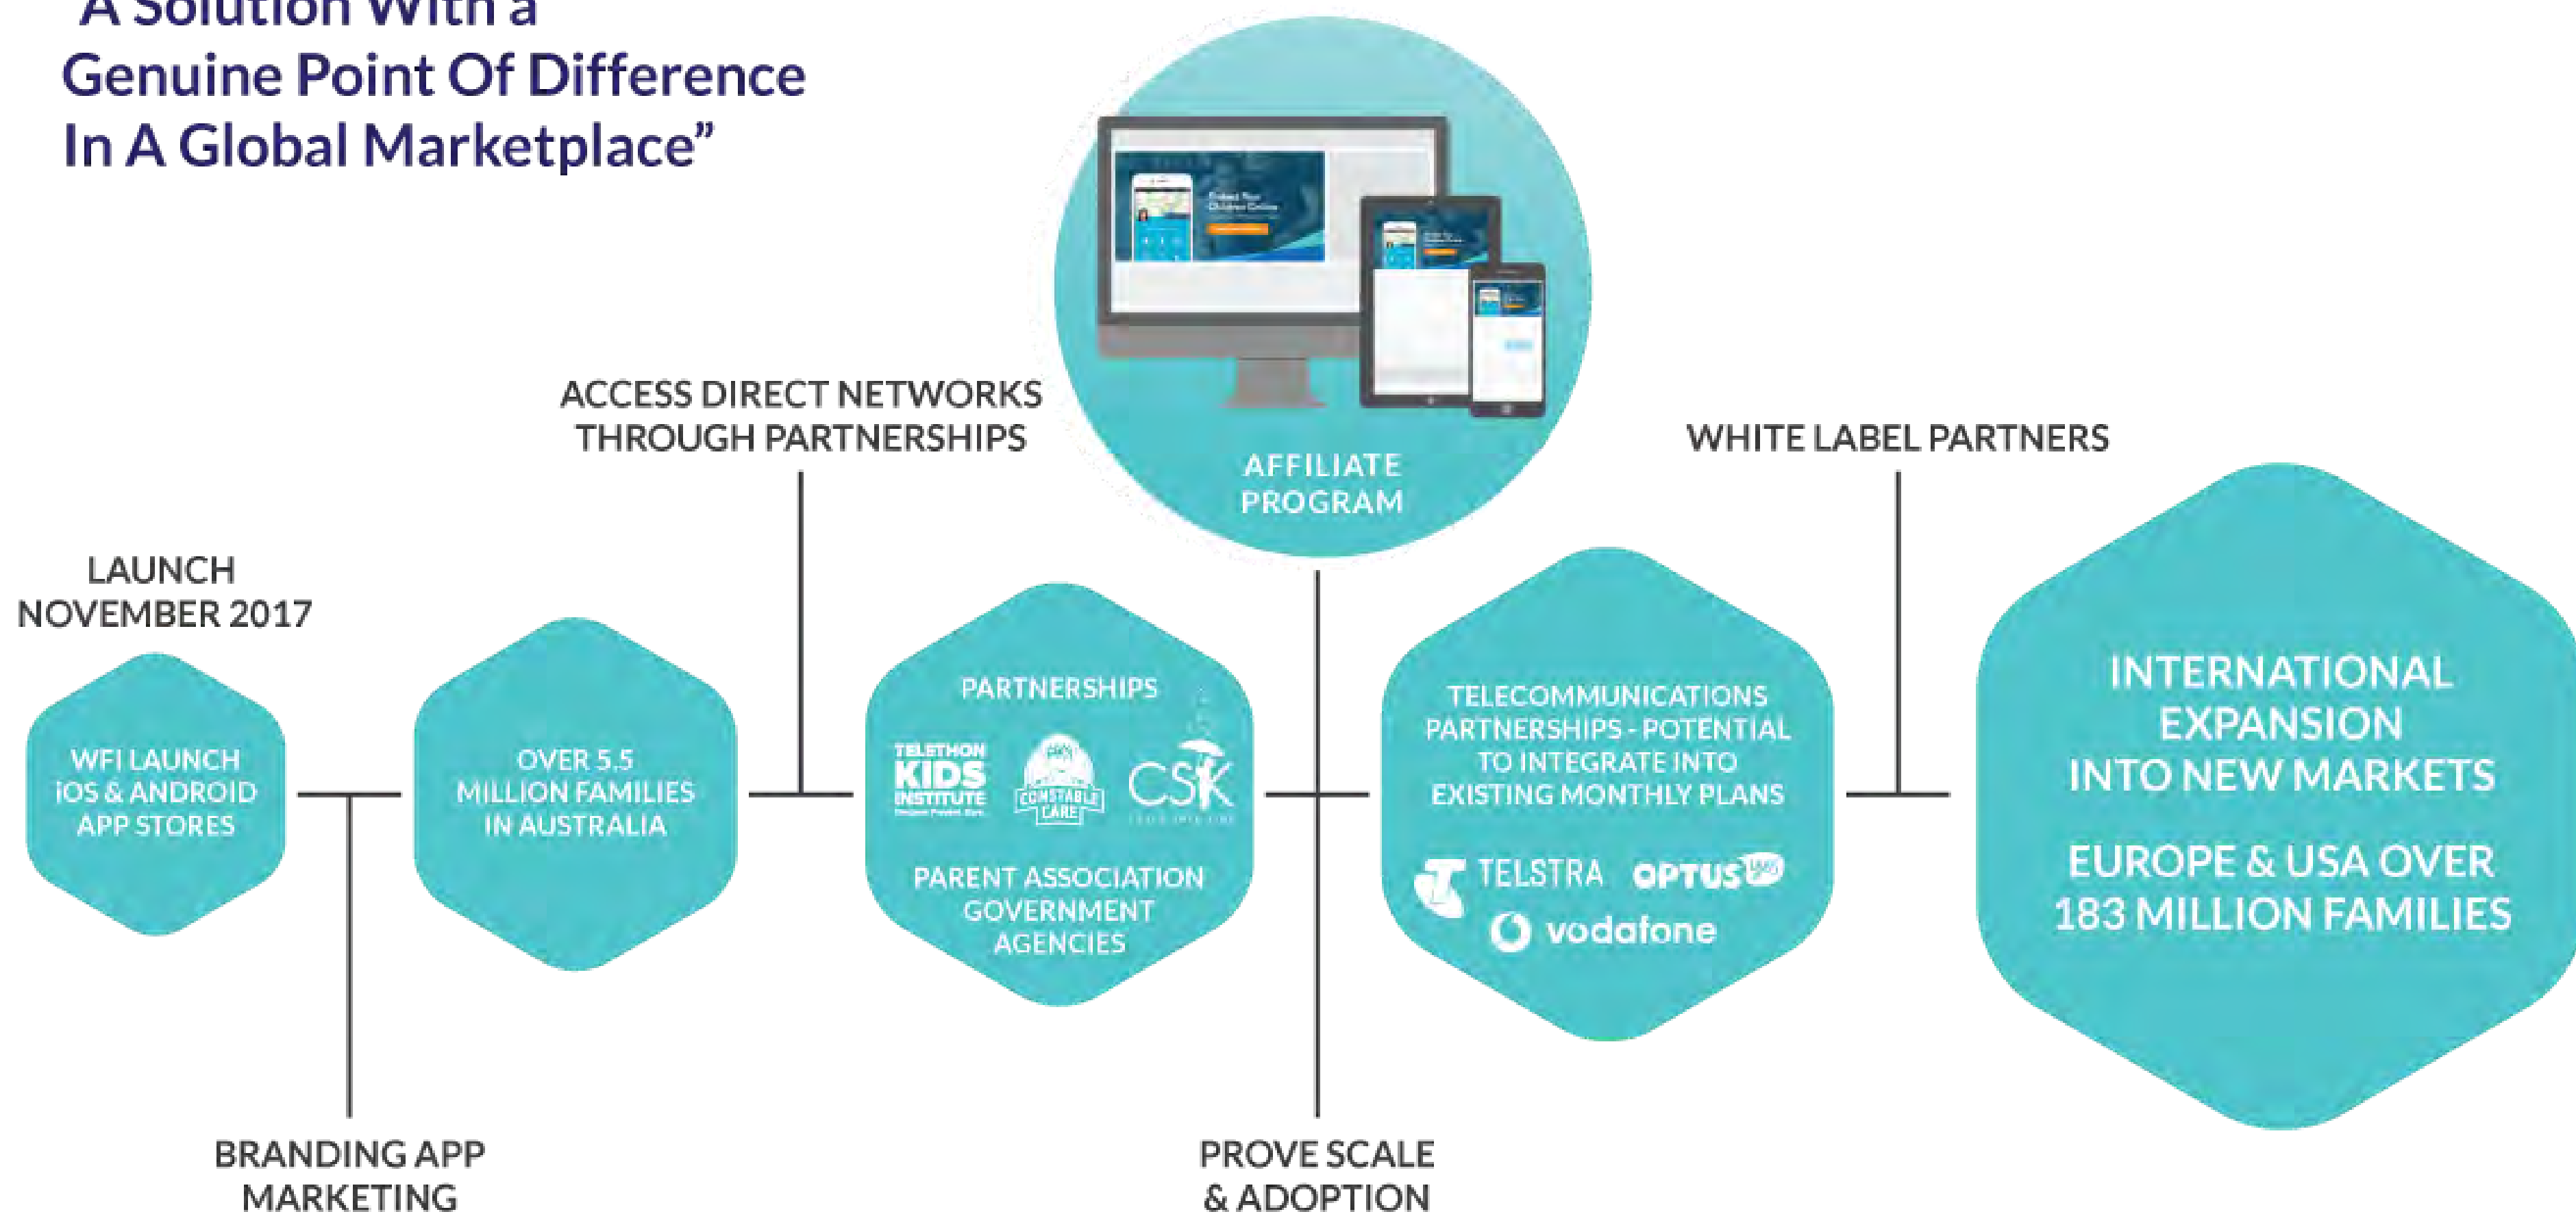 A Solution With a
Genuine Point Of Difference
In A Global Marketplace”
AFFILIATE
PROGRAM
ACCESS DIRECT NETWORKS
THROUGH PARTNERSHIPS
WHITE LABEL PARTNERS
LAUNCH
NOVEMBER 2017
WFI LAUNCH
iOS & ANDROID
APP STORES
OVER 5.5
MILLION FAMILIES
IN AUSTRALIA
PARTNERSHIPS
TELETHON
KIDS
INSTITUTE
CONSTABLE
CARE
CSK
PARENT ASSOCIATION
GOVERNMENT
AGENCIES
TELECOMMUNICATIONS
PARTNERSHIPS - POTENTIAL
TO INTEGRATE INTO
EXISTING MONTHLY PLANS
TELSTRA
OPTUS
vodafone
INTERNATIONAL
EXPANSION
INTO NEW MARKETS
EUROPE & USA OVER
183 MILLION FAMILIES
BRANDING APP
MARKETING
PROVE SCALE
& ADOPTION